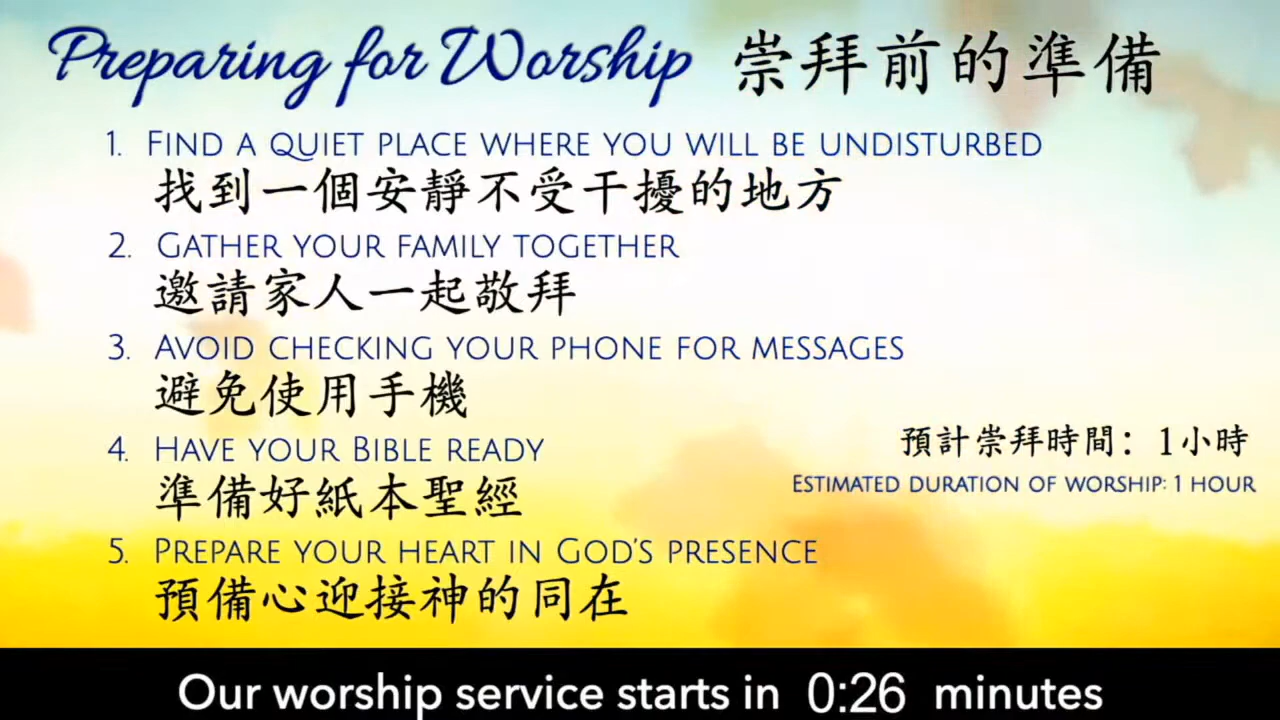 Preparing for Worship 崇拜前的準備
1. FIND A QUIET PLACE WHERE YOU WILL BE UNDISTURBED
找到一個安靜不受干擾的地方
2. GATHER YOUR FAMILY TOGETHER
邀請家人一起敬拜
3. AVOID CHECKING YOUR PHONE FOR MESSAGES
避免使用手機
4. HAVE YOUR BIBLE READY
準備好紙本聖經
5. PREPARE YOUR HEART IN GOD'S PRESENCE
預備心迎接神的同在
預計崇拜時間：1小時
ESTIMATED DURATION OF WORSHIP: 1 HOUR
Our worship service starts in 0:26 minutes